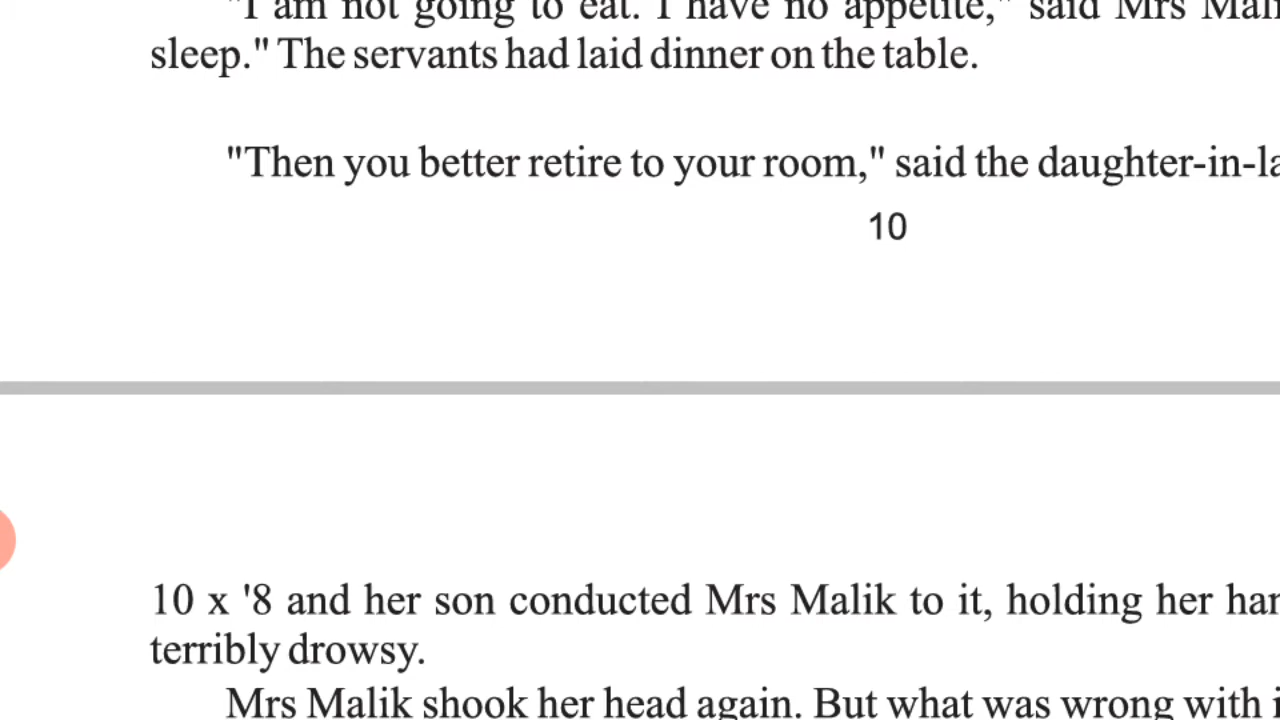 "I am not going to eat. I have no appetite," said Mrs
sleep." The servants had laid dinner on the table.
"Then you better retire to your room," said the
10
10 x '8 and her son conducted Mrs Malik to it, holding her
terribly drowsy.
Mrs Malik shook her head again. But what was wrong with